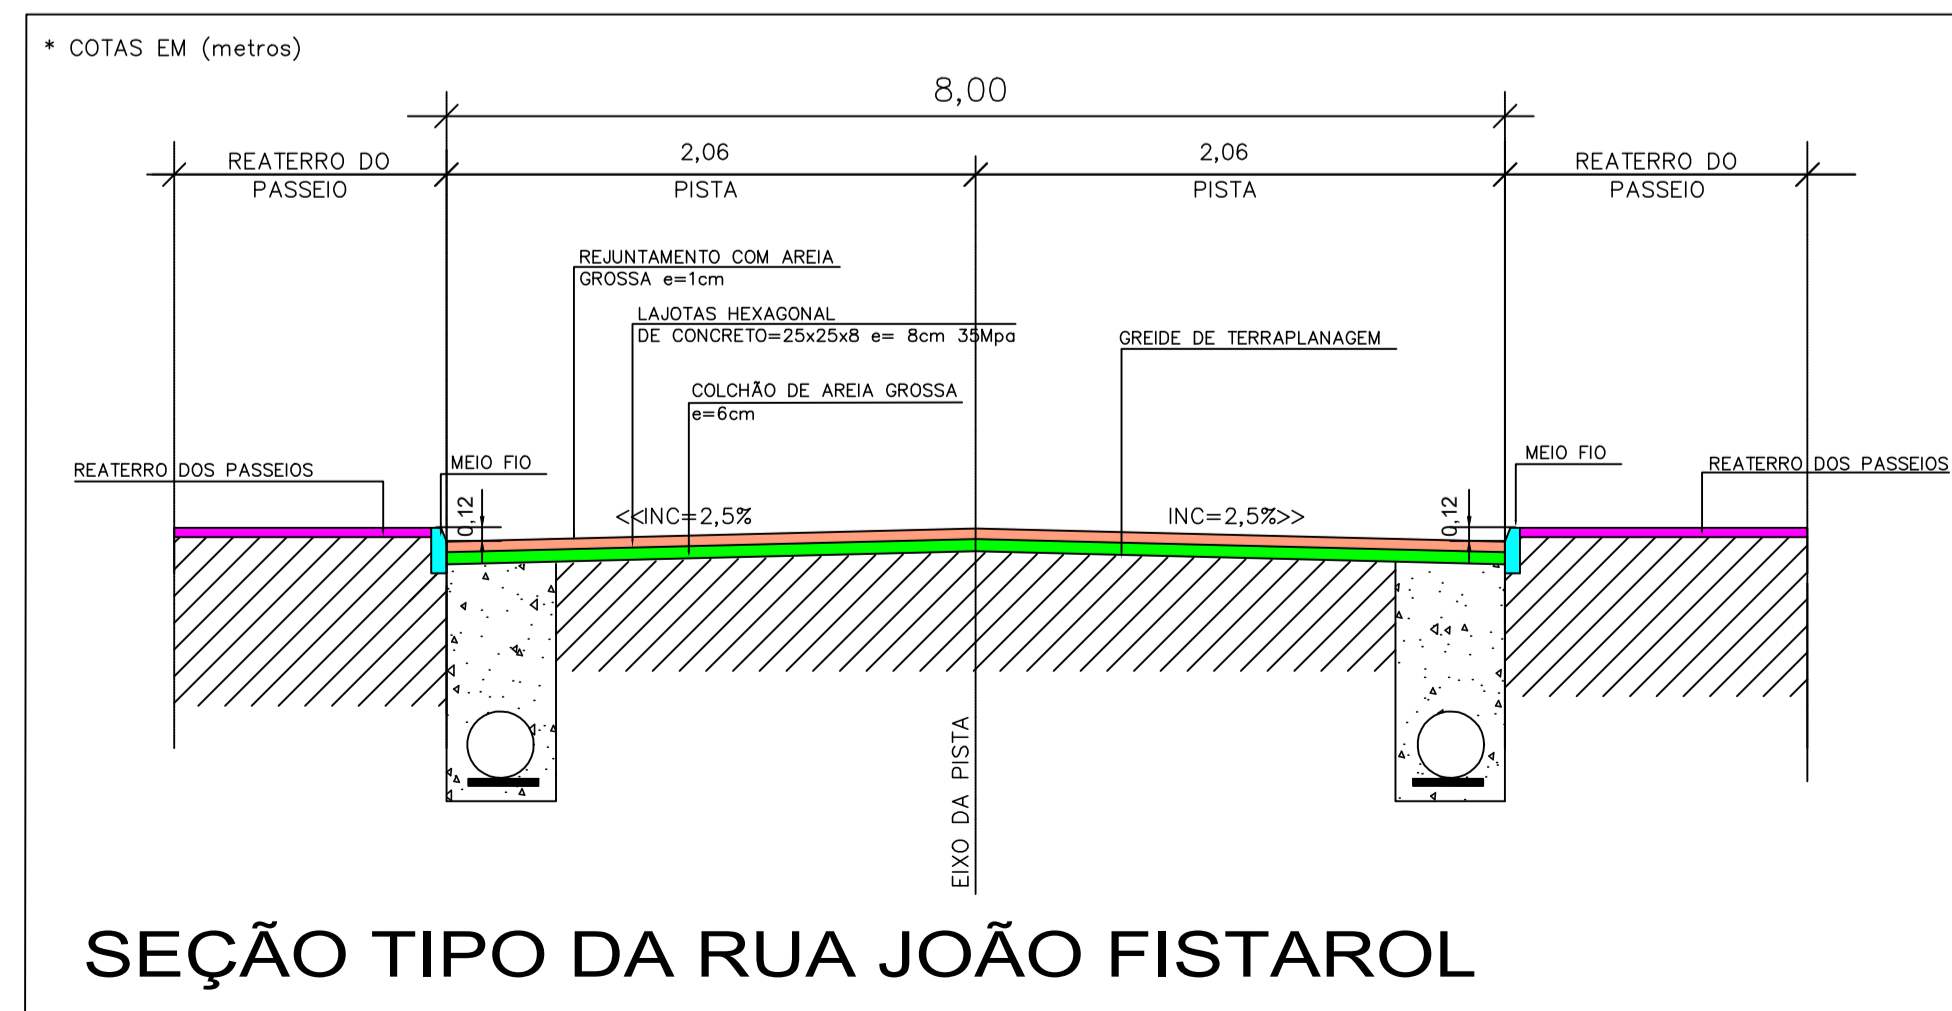 * COTAS EM (metros)
8,00
REATERRO DO
PASSEIO
2,06
PISTA
2,06
PISTA
REATERRO DO
PASSEIO
REJUNTAMENTO COM AREIA
GROSSA e=1cm
LAJOTAS HEXAGONAL
DE CONCRETO=25x25x8 e= 8cm 35Mpa
GREIDE DE TERRAPLANAGEM
COLCHÃO DE AREIA GROSSA
e=6cm
REATERRO DOS PASSEIOS
MEIO FIO
MEIO FIO
REATERRO DOS PASSEIOS
0,12
<<INC=2,5%
INC=2,5%>>
0,12
EIXO DA PISTA
SEÇÃO TIPO DA RUA JOÃO FISTAROL